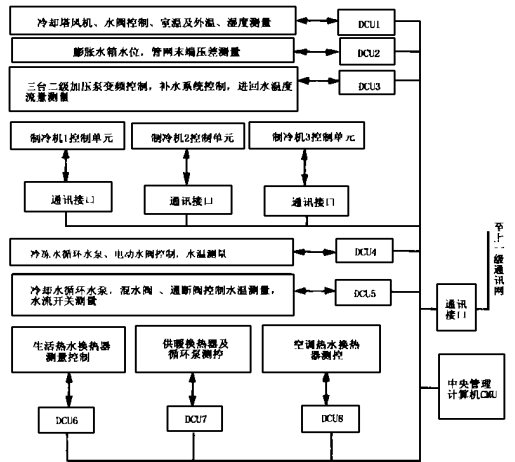 冷却塔风机、水阀控制、室温及外温、湿度测量
DCU1
膨胀水箱水位，管网末端压差测量
DCU2
三台二级加压泵变频控制，补水系统控制，进回水温度
流量测量
DCU3
制冷机1控制单元
制冷机2控制单元
制冷机3控制单元
通讯接口
通讯接口
通讯接口
冷冻水循环水泵、电动水阀控制，水温测量
DCU4
冷却水循环水泵，混水阀、通断阀控制水温测量，
水流开关测量
DCU5
至上一级通讯网
通讯
接口
生活热水换热器
测量控制
供暖换热器及
循环泵测控
空调热水换热
器测控
中央管理
计算机CMU
DCU6
DCU7
DCU8